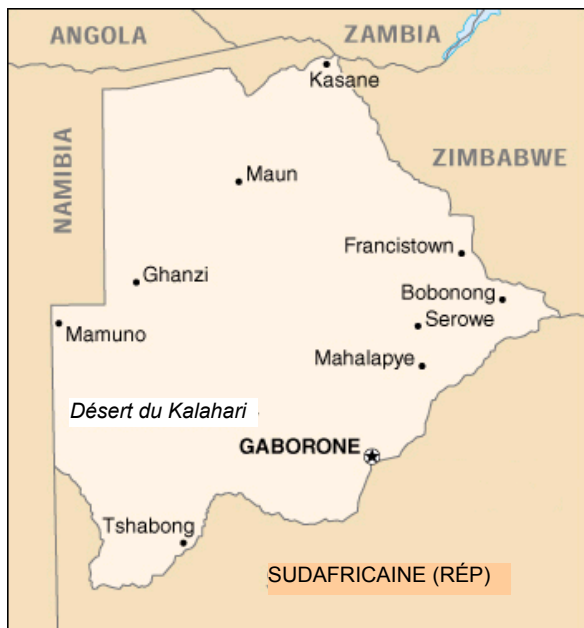 ANGOLA
ZAMBIA
Kasane
NAMIBIA
ZIMBABWE
Maun
Francistown
Ghanzi
Bobonong
Serowe
Mamuno
Mahalapye
Désert du Kalahari
GABORONE
Tshabong
SUDAFRICAINE (RÉP)